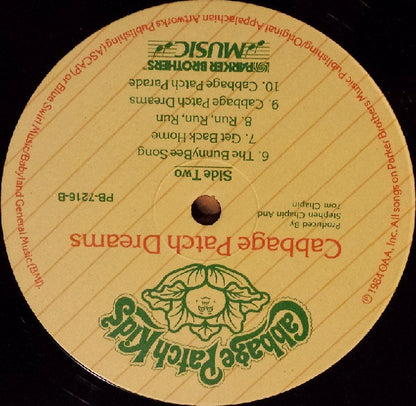 Cabbage Patch Kids
Cabbage Patch Dreams
Produced By
Stephen Chapin And
Tom Chapin
PB-7216-B
Side Two
6. The BunnyBee Song
7. Get Back Home
8. Run, Run, Run
9. Cabbage Patch Dreams
10. Cabbage Patch Parade
PARKER BROTHERS
MUSIC
℗ 1984 OAA, Inc. All songs on Parker Brothers Music Publishing/Original Appalachian Artworks Publishing (ASCAP) or Blue Swirl Music/Babyland General Music (BMI).